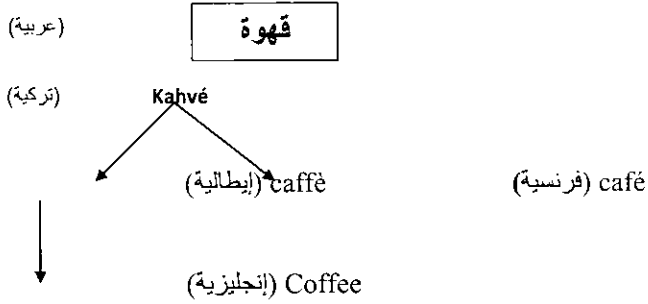 (عربية) قهوة
(تركية) Kahvé
caffè (إيطالية) café (فرنسية)
Coffee (إنجليزية)